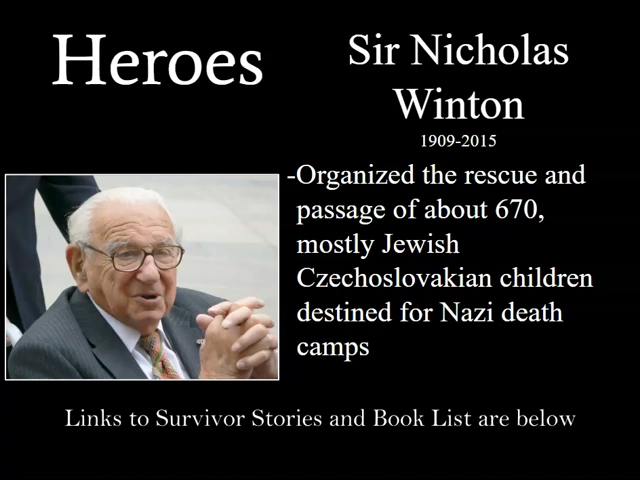 Heroes
Sir Nicholas
Winton
1909-2015
-Organized the rescue and
passage of about 670,
mostly Jewish
Czechoslovakian children
destined for Nazi death
camps
Links to Survivor Stories and Book List are below